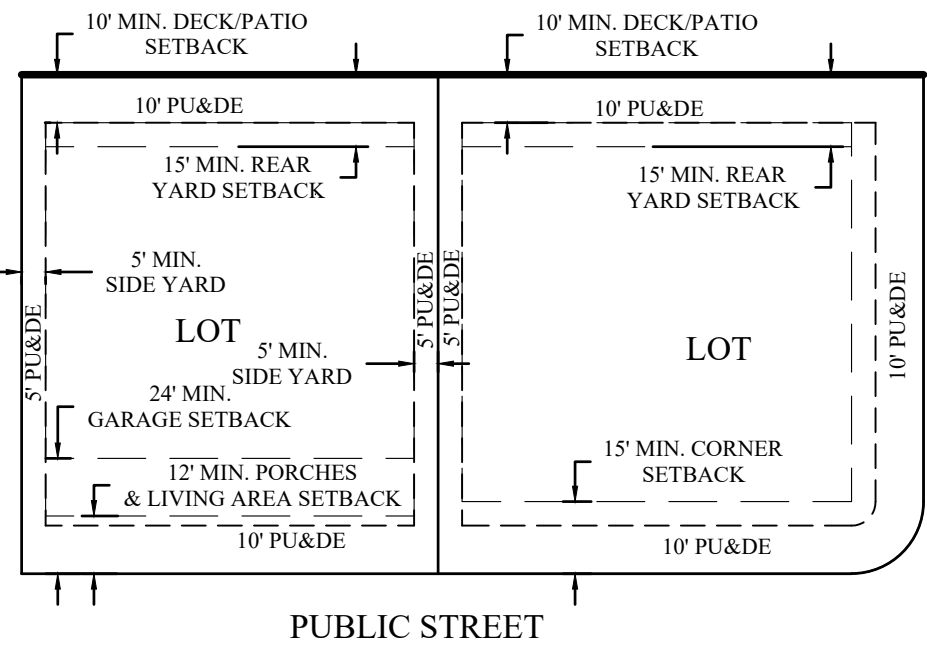 10' MIN. DECK/PATIO
SETBACK
10' MIN. DECK/PATIO
SETBACK
10' PU&DE
10' PU&DE
15' MIN. REAR
YARD SETBACK
15' MIN. REAR
YARD SETBACK
5' MIN.
SIDE YARD
5' PU&DE
5' PU&DE
5' PU&DE
10' PU&DE
LOT
5' MIN.
SIDE YARD
LOT
24' MIN.
GARAGE SETBACK
12' MIN. PORCHES
& LIVING AREA SETBACK
15' MIN. CORNER
SETBACK
10' PU&DE
10' PU&DE
PUBLIC STREET